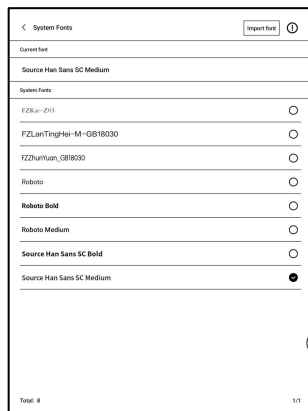 System Fonts
Import font
Current font
Source Han Sans SC Medium
System Fonts
FZKai-Z03
FZLanTingHei-M-GB18030
FZZhunYuan_GB18030
Roboto
Roboto Bold
Roboto Medium
Source Han Sans SC Bold
Source Han Sans SC Medium
Total: 8
1/1